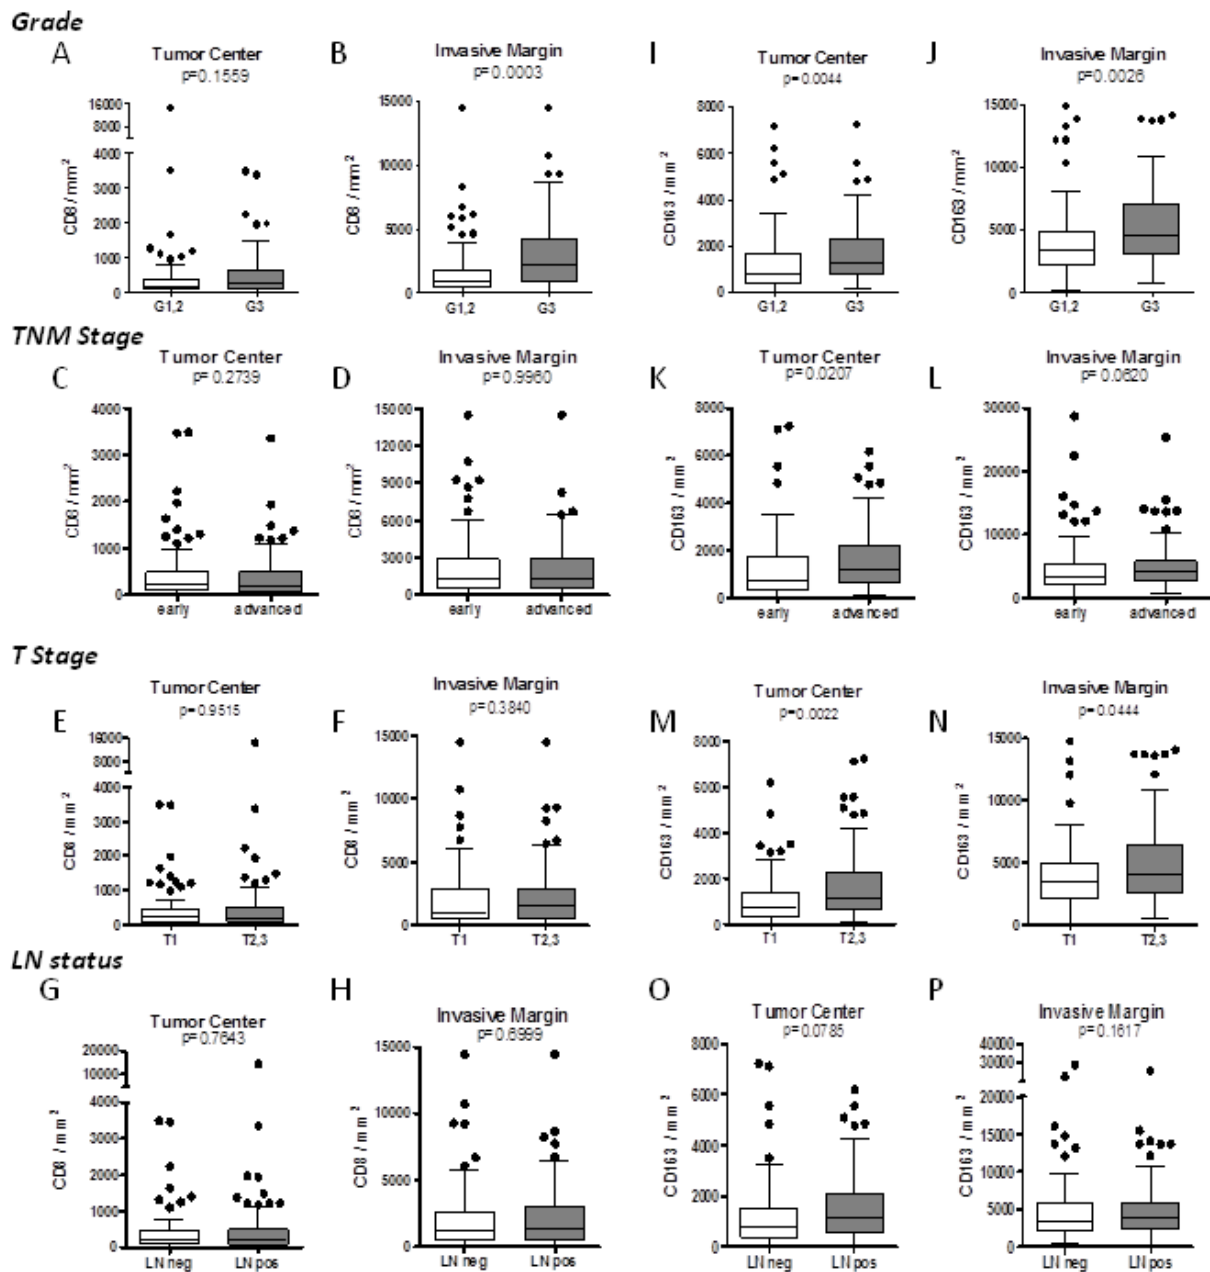 Grade
A
Tumor Center
p=0.1559
16000
8000
4000
3000
2000
1000
0
CD8 / mm²
G1,2
G3
B
Invasive Margin
p=0.0003
15000
10000
5000
0
CD8 / mm²
G1,2
G3
I
Tumor Center
p=0.0044
8000
6000
4000
2000
0
CD163 / mm²
G1,2
G3
J
Invasive Margin
p=0.0026
15000
10000
5000
0
CD163 / mm²
G1,2
G3
TNM Stage
C
Tumor Center
p=0.2739
4000
3000
2000
1000
0
CD8 / mm²
early
advanced
D
Invasive Margin
p=0.9960
15000
12000
9000
6000
3000
0
CD8 / mm²
early
advanced
K
Tumor Center
p=0.0207
8000
6000
4000
2000
0
CD163 / mm²
early
advanced
L
Invasive Margin
p=0.0620
30000
20000
10000
0
CD163 / mm²
early
advanced
T Stage
E
Tumor Center
p=0.9515
16000
8000
4000
3000
2000
1000
0
CD8 / mm²
T1
T2,3
F
Invasive Margin
p=0.3840
15000
10000
5000
0
CD8 / mm²
T1
T2,3
M
Tumor Center
p=0.0022
8000
6000
4000
2000
0
CD163 / mm²
T1
T2,3
N
Invasive Margin
p=0.0444
15000
10000
5000
0
CD163 / mm²
T1
T2,3
LN status
G
Tumor Center
p=0.7643
20000
10000
4000
3000
2000
1000
0
CD8 / mm²
LN neg
LN pos
H
Invasive Margin
p=0.6999
15000
10000
5000
0
CD8 / mm²
LN neg
LN pos
O
Tumor Center
p=0.0785
8000
6000
4000
2000
0
CD163 / mm²
LN neg
LN pos
P
Invasive Margin
p=0.1617
40000
30000
20000
15000
10000
5000
0
CD163 / mm²
LN neg
LN pos